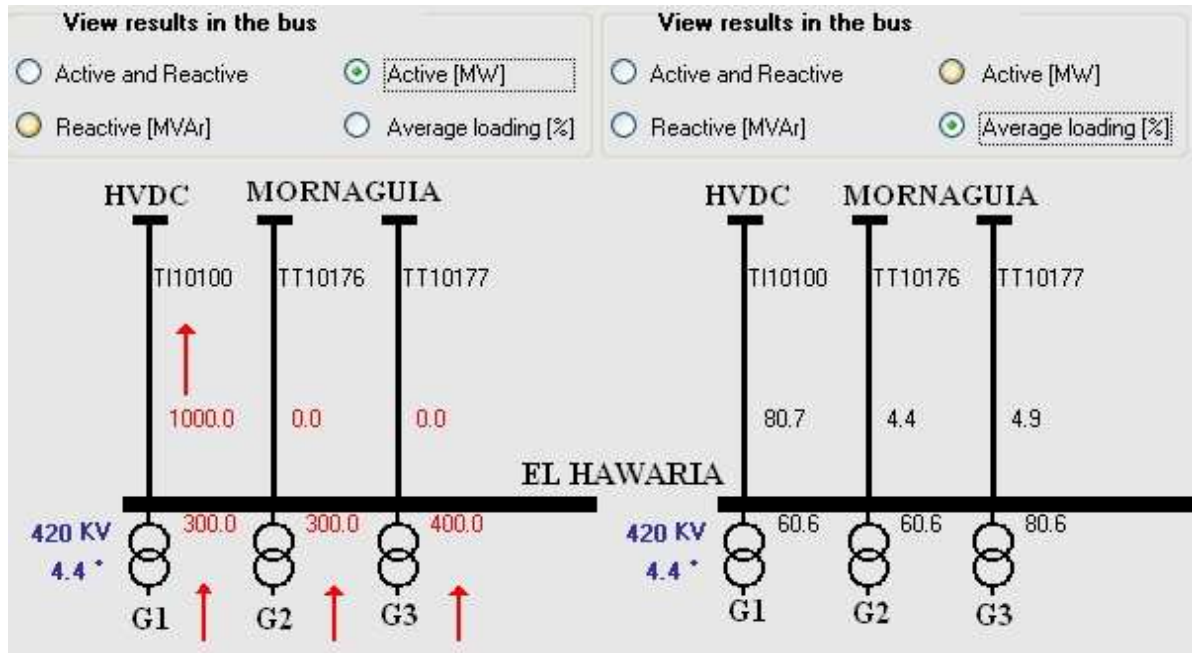 View results in the bus
Active and Reactive
Active [MW]
Reactive [MVAr]
Average loading [%]
HVDC
MORNAGUIA
TI10100
TT10176
TT10177
1000.0
0.0
0.0
EL HAWARIA
420 KV
4.4 °
300.0
300.0
400.0
G1
G2
G3
View results in the bus
Active and Reactive
Active [MW]
Reactive [MVAr]
Average loading [%]
HVDC
MORNAGUIA
TI10100
TT10176
TT10177
80.7
4.4
4.9
420 KV
4.4 °
60.6
60.6
80.6
G1
G2
G3